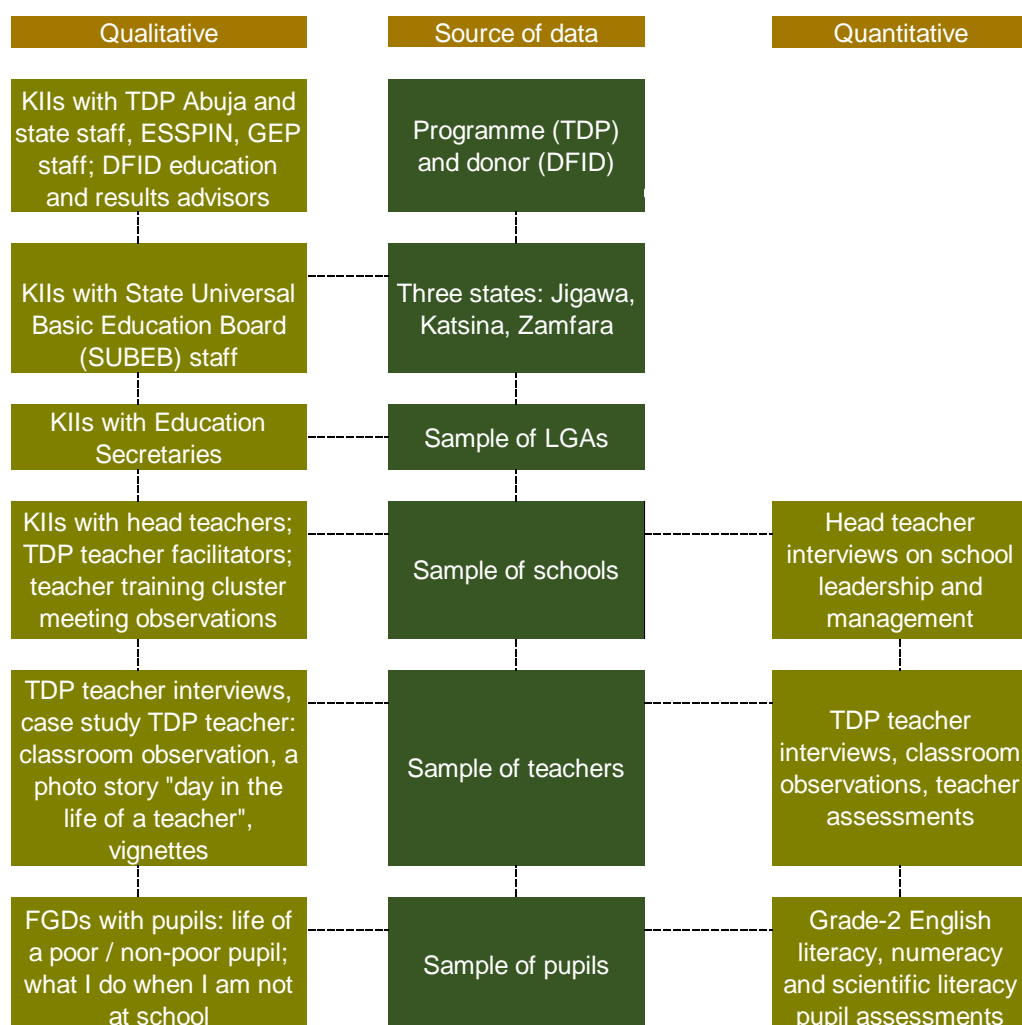 Qualitative
Source of data
Quantitative
KIIs with TDP Abuja and
state staff, ESSPIN, GEP
staff; DFID education
and results advisors
Programme (TDP)
and donor (DFID)
KIIs with State Universal
Basic Education Board
(SUBEB) staff
Three states: Jigawa,
Katsina, Zamfara
KIIs with Education
Secretaries
Sample of LGAs
KIIs with head teachers;
TDP teacher facilitators;
teacher training cluster
meeting observations
Sample of schools
Head teacher
interviews on school
leadership and
management
TDP teacher interviews,
case study TDP teacher:
classroom observation, a
photo story "day in the
life of a teacher",
vignettes
Sample of teachers
TDP teacher
interviews, classroom
observations, teacher
assessments
FGDs with pupils: life of
a poor / non-poor pupil;
what I do when I am not
at school
Sample of pupils
Grade-2 English
literacy, numeracy
and scientific literacy
pupil assessments